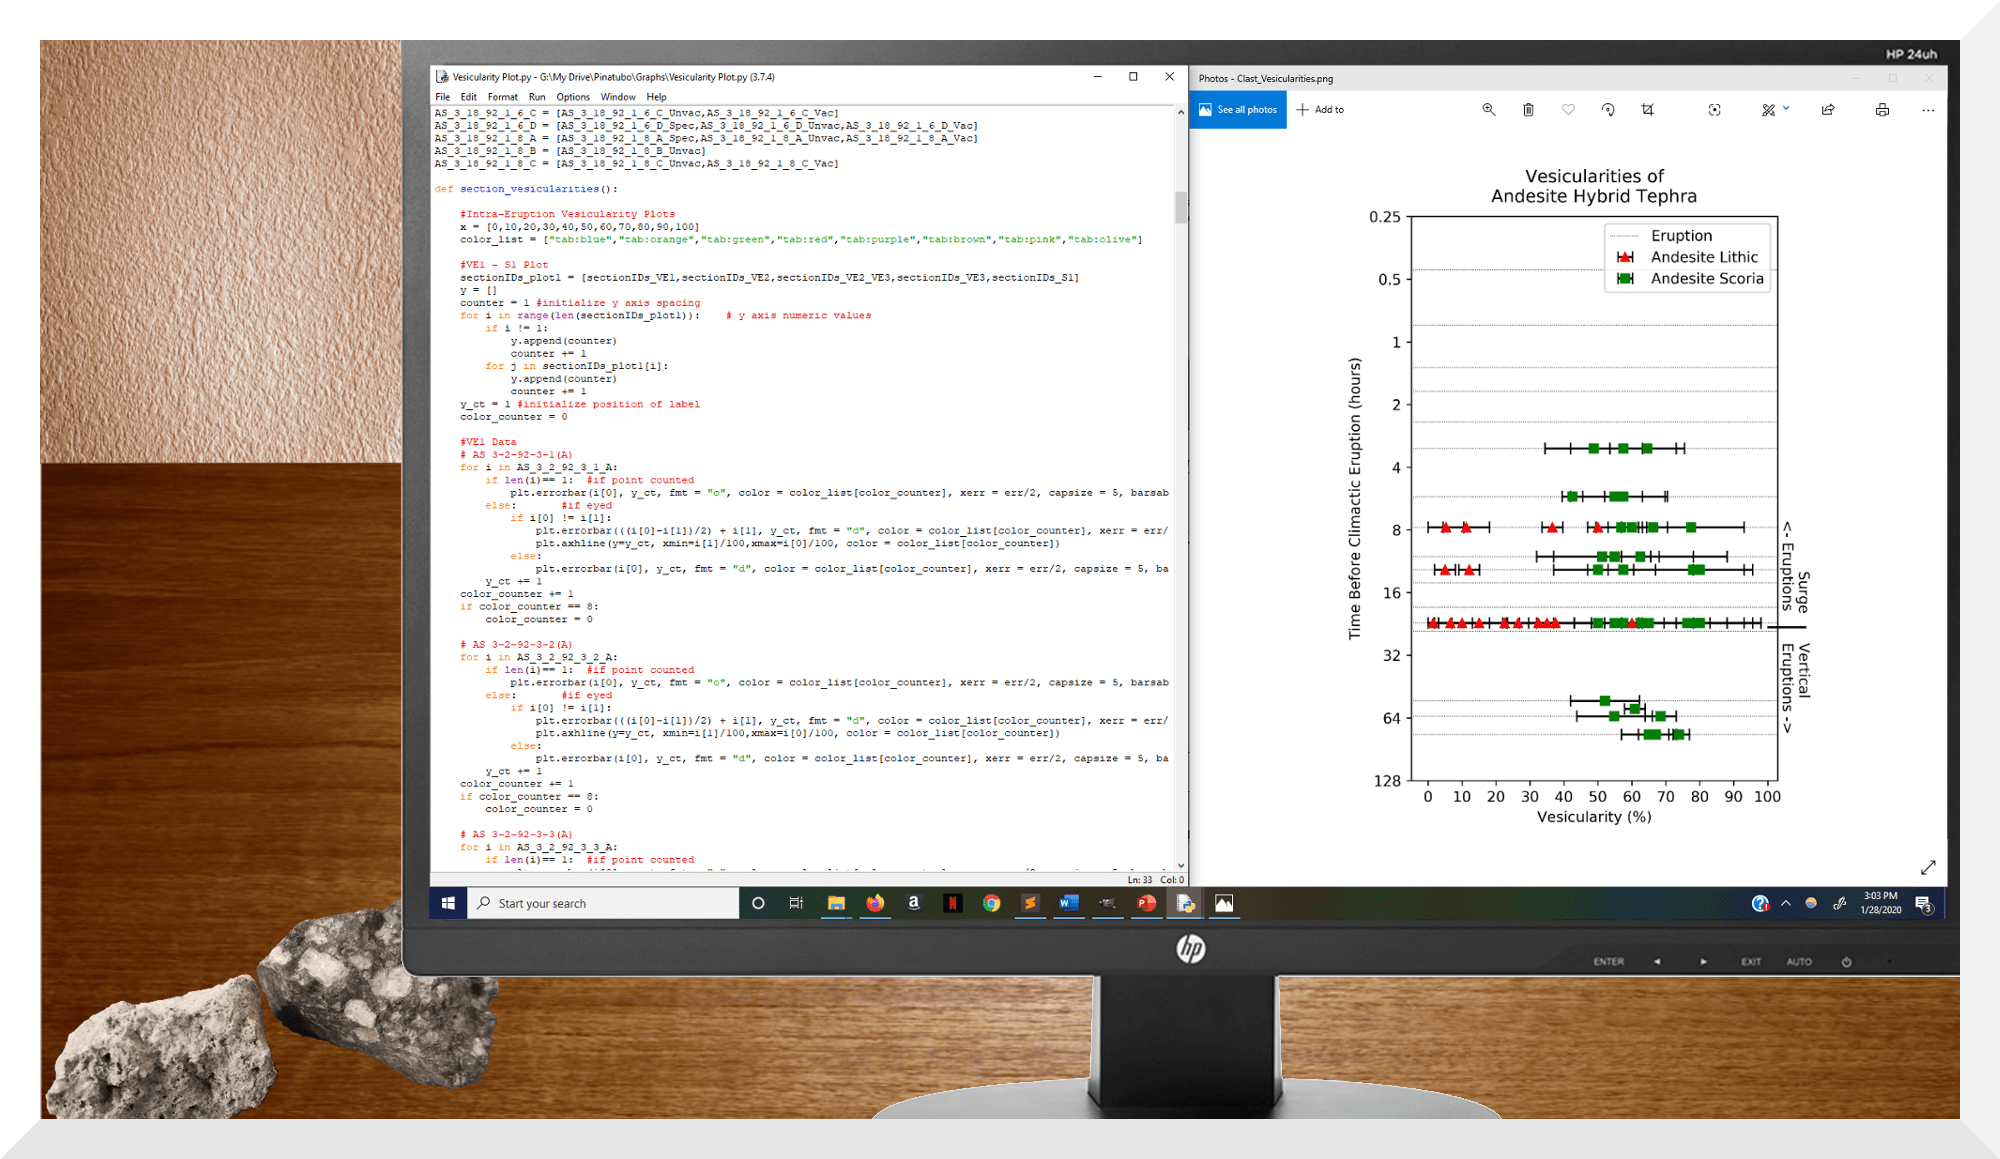 HP 24uh
Vesicularity Plot.py - G:\My Drive\Pinatubo\Graphs\Vesicularity Plot.py (3.7.4)
File Edit Format Run Options Window Help
AS_3_18_92_1_6_C = [AS_3_18_92_1_6_C_Unvac,AS_3_18_92_1_6_C_Vac]
AS_3_18_92_1_6_D = [AS_3_18_92_1_6_D_Spec,AS_3_18_92_1_6_D_Unvac,AS_3_18_92_1_6_D_Vac]
AS_3_18_92_1_8_A = [AS_3_18_92_1_8_A_Spec,AS_3_18_92_1_8_A_Unvac,AS_3_18_92_1_8_A_Vac]
AS_3_18_92_1_8_B = [AS_3_18_92_1_8_B_Unvac]
AS_3_18_92_1_8_C = [AS_3_18_92_1_8_C_Unvac,AS_3_18_92_1_8_C_Vac]
def section_vesicularities():
#Intra-Eruption Vesicularity Plots
x = [0,10,20,30,40,50,60,70,80,90,100]
color_list = ["tab:blue","tab:orange","tab:green","tab:red","tab:purple","tab:brown","tab:pink","tab:olive"]
#VE1 - S1 Plot
sectionIDs_plot1 = [sectionIDs_VE1,sectionIDs_VE2,sectionIDs_VE2_VE3,sectionIDs_VE3,sectionIDs_S1]
y = []
counter = 1 #initialize y axis spacing
for i in range(len(sectionIDs_plot1)): # y axis numeric values
if i != 1:
y.append(counter)
counter += 1
for j in sectionIDs_plot1[i]:
y.append(counter)
counter += 1
y_ct = 1 #initialize position of label
color_counter = 0
#VE1 Data
# AS 3-2-92-3-1(A)
for i in AS_3_2_92_3_1_A:
if len(i)== 1: #if point counted
plt.errorbar(i[0], y_ct, fmt = "o", color = color_list[color_counter], xerr = err/2, capsize = 5, barsab
else: #if eyed
if i[0] != i[1]:
plt.errorbar(((i[0]-i[1])/2) + i[1], y_ct, fmt = "d", color = color_list[color_counter], xerr = err/
plt.axhline(y=y_ct, xmin=i[1]/100,xmax=i[0]/100, color = color_list[color_counter])
else:
plt.errorbar(i[0], y_ct, fmt = "d", color = color_list[color_counter], xerr = err/2, capsize = 5, ba
y_ct += 1
color_counter += 1
if color_counter == 8:
color_counter = 0
# AS 3-2-92-3-2(A)
for i in AS_3_2_92_3_2_A:
if len(i)== 1: #if point counted
plt.errorbar(i[0], y_ct, fmt = "o", color = color_list[color_counter], xerr = err/2, capsize = 5, barsab
else: #if eyed
if i[0] != i[1]:
plt.errorbar(((i[0]-i[1])/2) + i[1], y_ct, fmt = "d", color = color_list[color_counter], xerr = err/
plt.axhline(y=y_ct, xmin=i[1]/100,xmax=i[0]/100, color = color_list[color_counter])
else:
plt.errorbar(i[0], y_ct, fmt = "d", color = color_list[color_counter], xerr = err/2, capsize = 5, ba
y_ct += 1
color_counter += 1
if color_counter == 8:
color_counter = 0
# AS 3-2-92-3-3(A)
for i in AS_3_2_92_3_3_A:
if len(i)== 1: #if point counted
Ln: 33 Col: 0
Photos - Clast_Vesicularities.png
See all photos
Add to
Vesicularities of
Andesite Hybrid Tephra
Eruption
Andesite Lithic
Andesite Scoria
Time Before Climactic Eruption (hours)
0.25
0.5
1
2
4
8
16
32
64
128
0 10 20 30 40 50 60 70 80 90 100
Vesicularity (%)
Surge
<- Eruptions
Vertical
Eruptions ->
Start your search
3:03 PM
1/28/2020
3
hp
ENTER EXIT AUTO